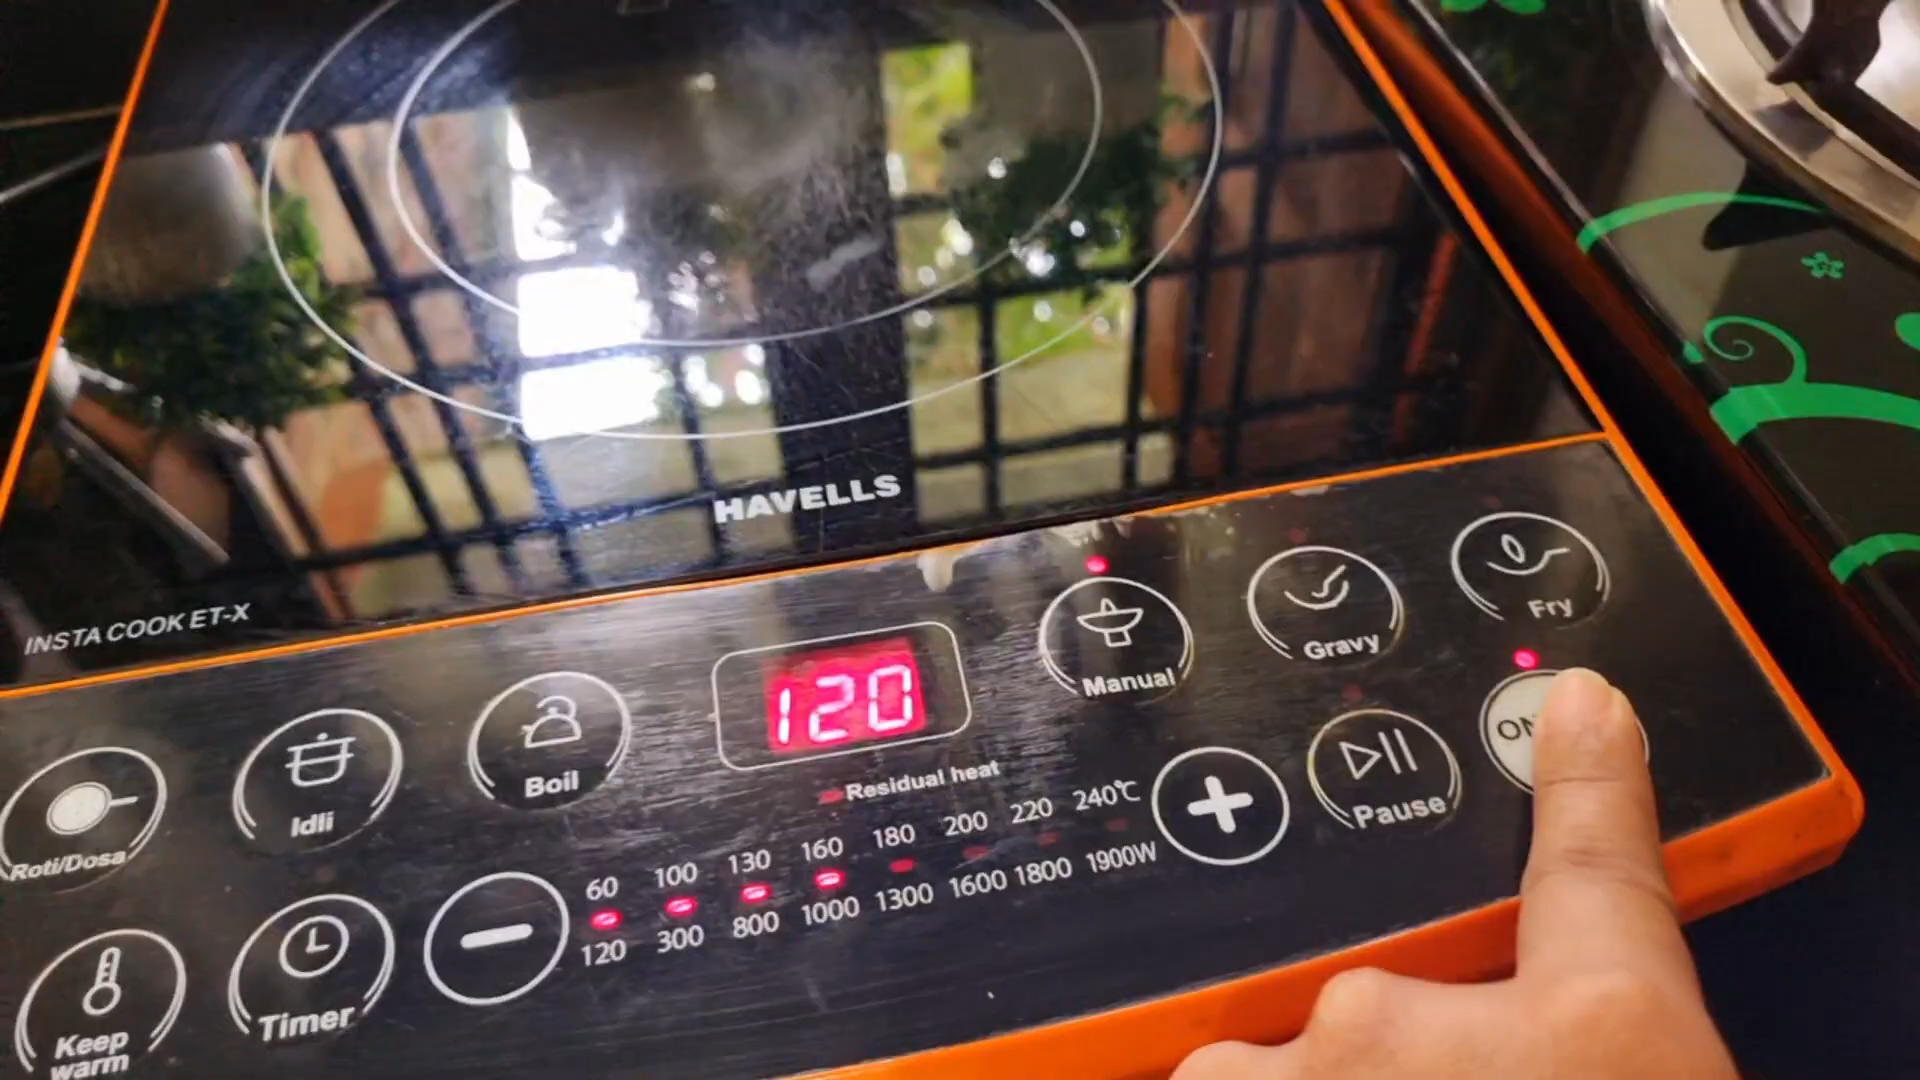 HAVELLS
INSTA COOK ET-X
Fry
Gravy
Manual
120
Boil
Idli
Roti/Dosa
Residual heat
Pause
60 100 130 160 180 200 220 240℃
120 300 800 1000 1300 1600 1800 1900W
Timer
Keep
warm